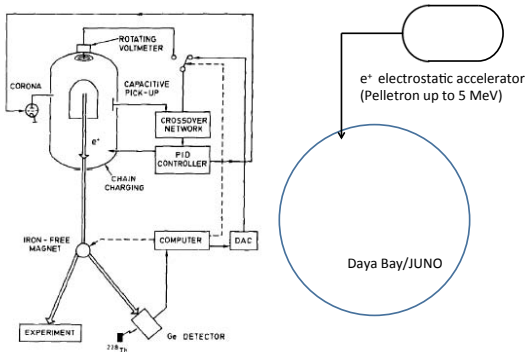 ROTATING
VOLTMETER
CORONA
CAPACITIVE
PICK-UP
CROSSOVER
NETWORK
e⁺
PID
CONTROLLER
CHAIN
CHARGING
IRON-FREE
MAGNET
COMPUTER
DAC
EXPERIMENT
Ge DETECTOR
²²⁸Th
e⁺ electrostatic accelerator
(Pelletron up to 5 MeV)
Daya Bay/JUNO